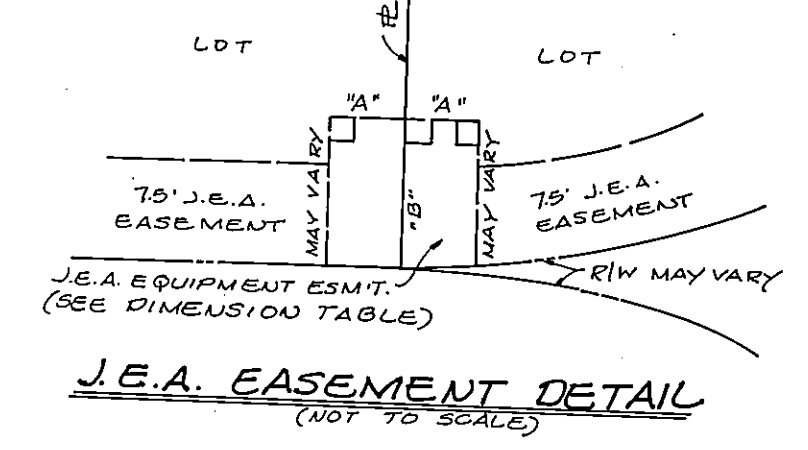 ℄
LOT
LOT
"A" "A"
MAY VARY
"B"
MAY VARY
7.5' J.E.A.
EASEMENT
7.5' J.E.A.
EASEMENT
J.E.A. EQUIPMENT ESM'T.
(SEE DIMENSION TABLE)
R/W MAY VARY
J.E.A. EASEMENT DETAIL
(NOT TO SCALE)